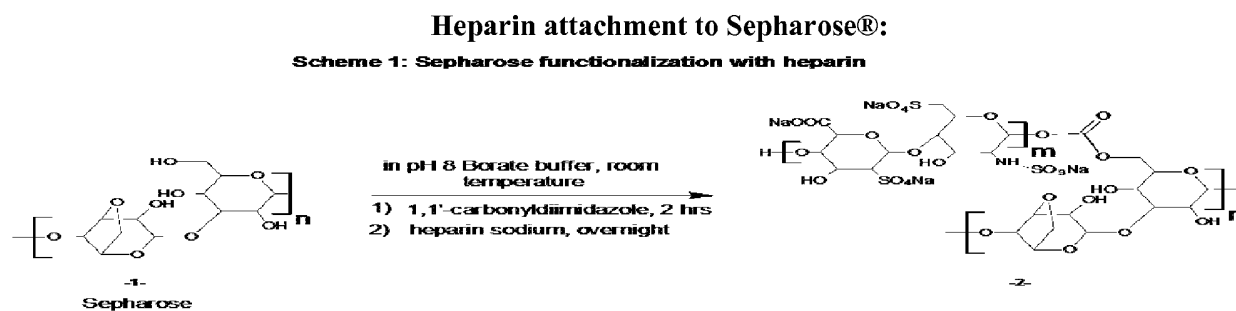 Heparin attachment to Sepharose®:
Scheme 1: Sepharose functionalization with heparin
HO
HO
OH
O
O
O
O
OH
n
-1-
Sepharose
in pH 8 Borate buffer, room
temperature
1) 1,1'-carbonyldiimidazole, 2 hrs
2) heparin sodium, overnight
NaO₄S
NaOOC
O
O
O
O
O
H
O
O
m
HO
NH
SO₃Na
O
HO
SO₄Na
HO
OH
O
O
O
O
O
OH
n
-2-